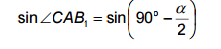 sin∠CAB₁ = sin(90° − α/2)